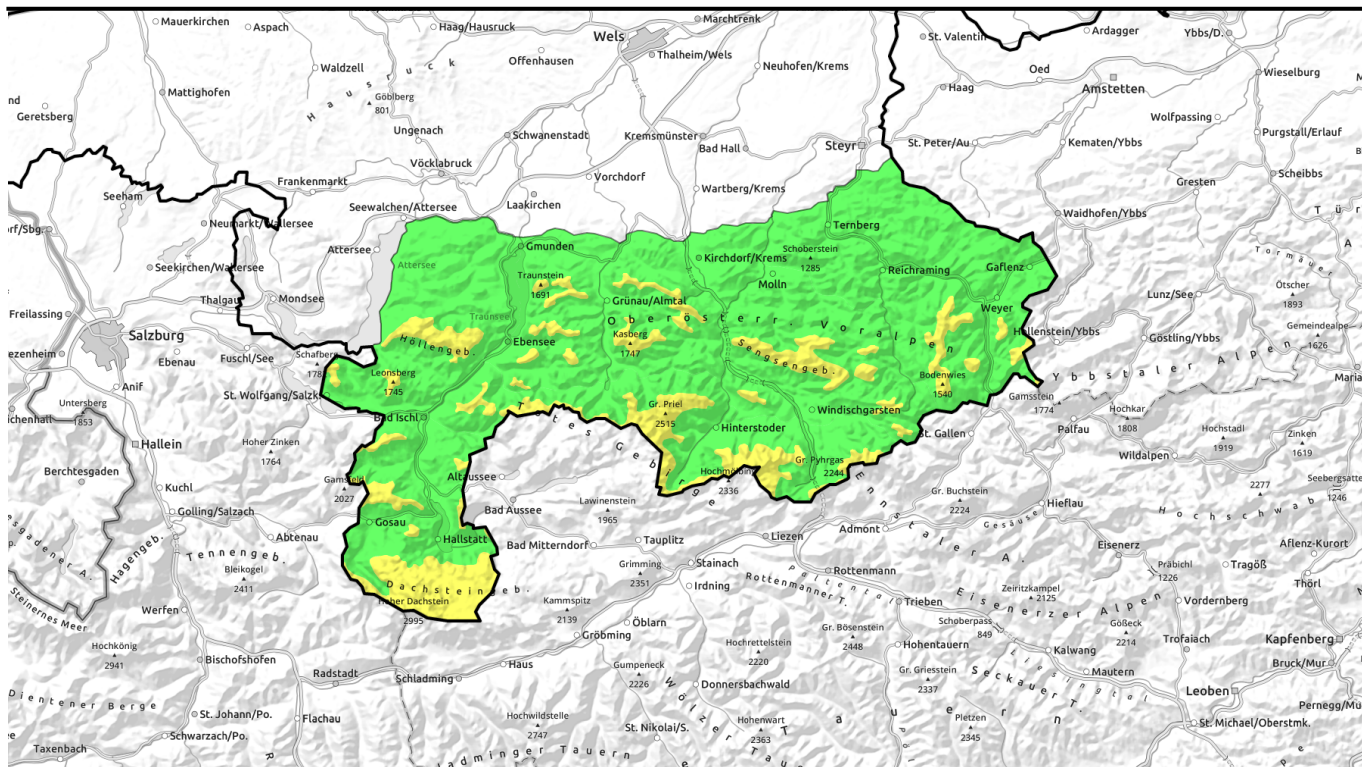 Mauerkirchen
Aspach
Haag/Hausruck
Marchtrenk
Wels
Thalheim/Wels
Offenhausen
Waldzell
Neuhofen/Krems
St. Valentin
Ardagger
Ybbs/D.
Wieselburg
Oed
Haag
Amstetten
Mattighofen
Hausruck
Göblberg
801
Geretsberg
Ungenach
Schwanenstadt
Kremsmünster
Bad Hall
Steyr
St. Peter/Au
Kematen/Ybbs
Wolfpassing
Purgstall/Erlauf
Vöcklabruck
Vorchdorf
Wartberg/Krems
Scheibbs
Gresten
Frankenmarkt
Laakirchen
Seeham
Seewalchen/Attersee
Neumarkt/Wallersee
Waidhofen/Ybbs
Ternberg
Attersee
Gmunden
Schoberstein
1285
Kirchdorf/Krems
Attersee
Reichraming
Gaflenz
Seekirchen/Wallersee
Molln
Tormäuer
Traunstein
1691
Ötscher
1893
Thalgau
Mondsee
Grünau/Almtal
Lunz/See
Weyer
Freilassing
Traunsee
Oberösterr. Voralpen
Gemeindealpe
1626
Salzburg
Höllengeb.
Ebensee
Kasberg
1747
Sengsengeb.
Hollenstein/Ybbs
Göstling/Ybbs
Ebenau
Fuschl/See
Schafberg
Leonsberg
1745
Bodenwies
1540
Ybbstaler Alpen
Anif
St. Wolfgang/Salzk.
Gamsstein
1774
Hochkar
1808
Untersberg
1853
Gr. Priel
2515
Bad Ischl
Windischgarsten
Totes Gebirge
Hinterstoder
St. Gallen
Palfau
Hochstadl
1919
Zinken
1619
Hallein
Hoher Zinken
1764
Wildalpen
Berchtesgaden
Gamsfeld
2027
Altaussee
Hochmölbing
2336
Gr. Pyhrgas
2244
Kuchl
Lawinenstein
1965
Gr. Buchstein
2224
2277
1246
Golling/Salzach
Bad Aussee
Hieflau
Hochschwab
Gosau
Gesäuse
Ennstaler A.
Abtenau
Hallstatt
Bad Mitterndorf
Tauplitz
Liezen
Admont
Hagengeb.
Tennengeb.
Eisenerz
Aflenz-Kurort
Grimming
2351
Stainach
Präbichl
1226
Tragöß
Bleikogel
2411
Rottenmann
Paltental
Thörl
Dachsteingeb.
Irdning
Rottenmanner T.
Zeiritzkampel
2125
Steinernes Meer
Hoher Dachstein
2995
Kammspitz
2139
Trieben
Eisenerzer Alpen
Vordernberg
Werfen
Öblarn
Schoberpass
849
Gößeck
2214
Gröbming
Gr. Bösenstein
2448
Trofaiach
Kapfenberg
Hochkönig
2941
Hochrettelstein
2220
Hohentauern
Kalwang
Bischofshofen
Haus
Gumpeneck
2226
Liesingtal
Bruck/Mur
Radstadt
Schladming
Gr. Griesstein
2337
Mautern
Seckauer T.
Donnersbachwald
Leoben
Dientener Berge
Wölzer Tauern
St. Johann/Po.
Flachau
Hochwildstelle
2747
St. Nikolai/S.
Hohenwart
2363
Pletzen
2345
St. Michael/Oberstmk.
Schwarzach/Po.
Taxenbach